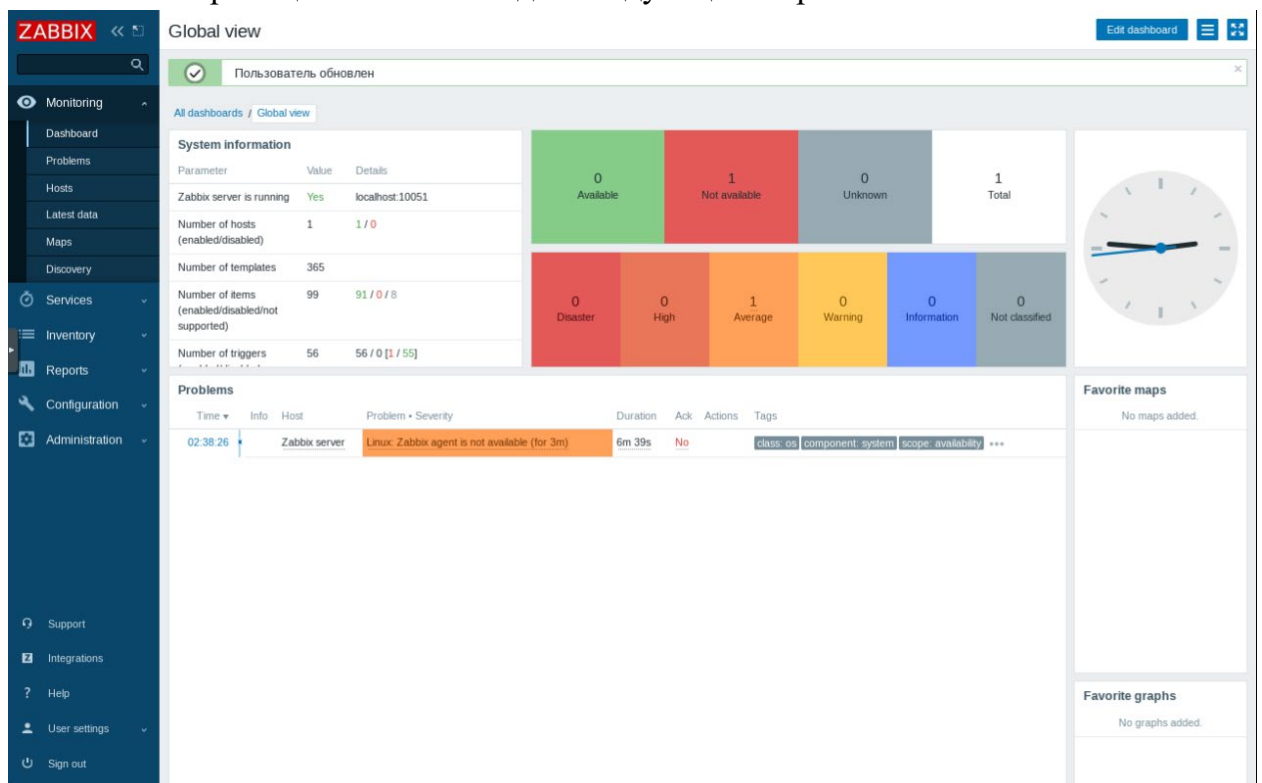 ZABBIX
Global view
Edit dashboard
Пользователь обновлен
All dashboards / Global view
Monitoring
Dashboard
Problems
Hosts
Latest data
Maps
Discovery
Services
Inventory
Reports
Configuration
Administration
Support
Integrations
Help
User settings
Sign out
System information
Parameter Value Details
Zabbix server is running Yes localhost:10051
Number of hosts 1 1 / 0
(enabled/disabled)
Number of templates 365
Number of items 99 91 / 0 / 8
(enabled/disabled/not
supported)
Number of triggers 56 56 / 0 [1 / 55]
0 1 0 1
Available Not available Unknown Total
0 0 1 0 0 0
Disaster High Average Warning Information Not classified
Problems
Time Info Host Problem • Severity Duration Ack Actions Tags
02:38:26 Zabbix server Linux: Zabbix agent is not available (for 3m) 6m 39s No class: os component: system scope: availability •••
Favorite maps
No maps added.
Favorite graphs
No graphs added.